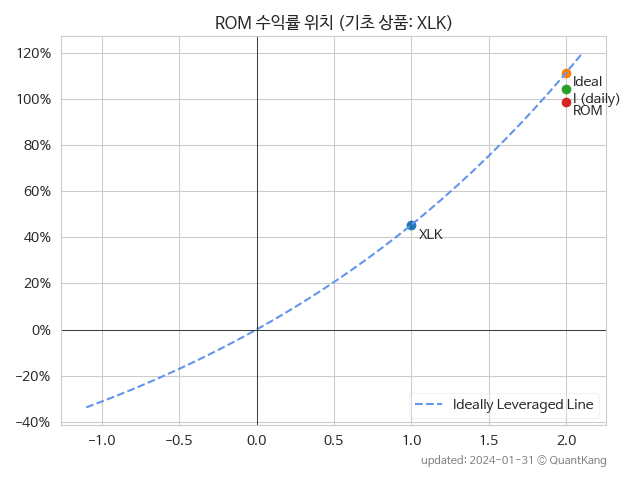 ROM 수익률 위치 (기초 상품: XLK)
120%
100%
80%
60%
40%
20%
0%
−20%
−40%
Ideal
I (daily)
ROM
XLK
Ideally Leveraged Line
−1.0
−0.5
0.0
0.5
1.0
1.5
2.0
updated: 2024-01-31 © QuantKang